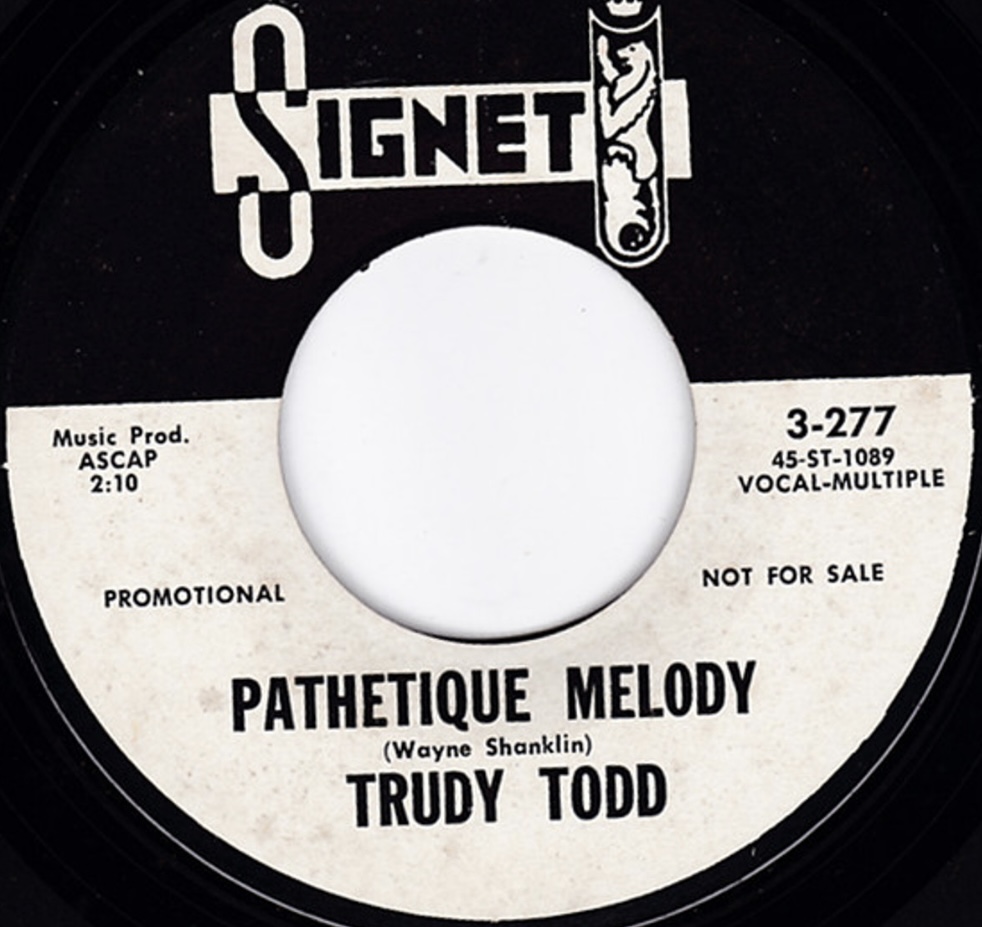 SIGNET
Music Prod.
ASCAP
2:10
3-277
45-ST-1089
VOCAL-MULTIPLE
PROMOTIONAL
NOT FOR SALE
PATHETIQUE MELODY
(Wayne Shanklin)
TRUDY TODD